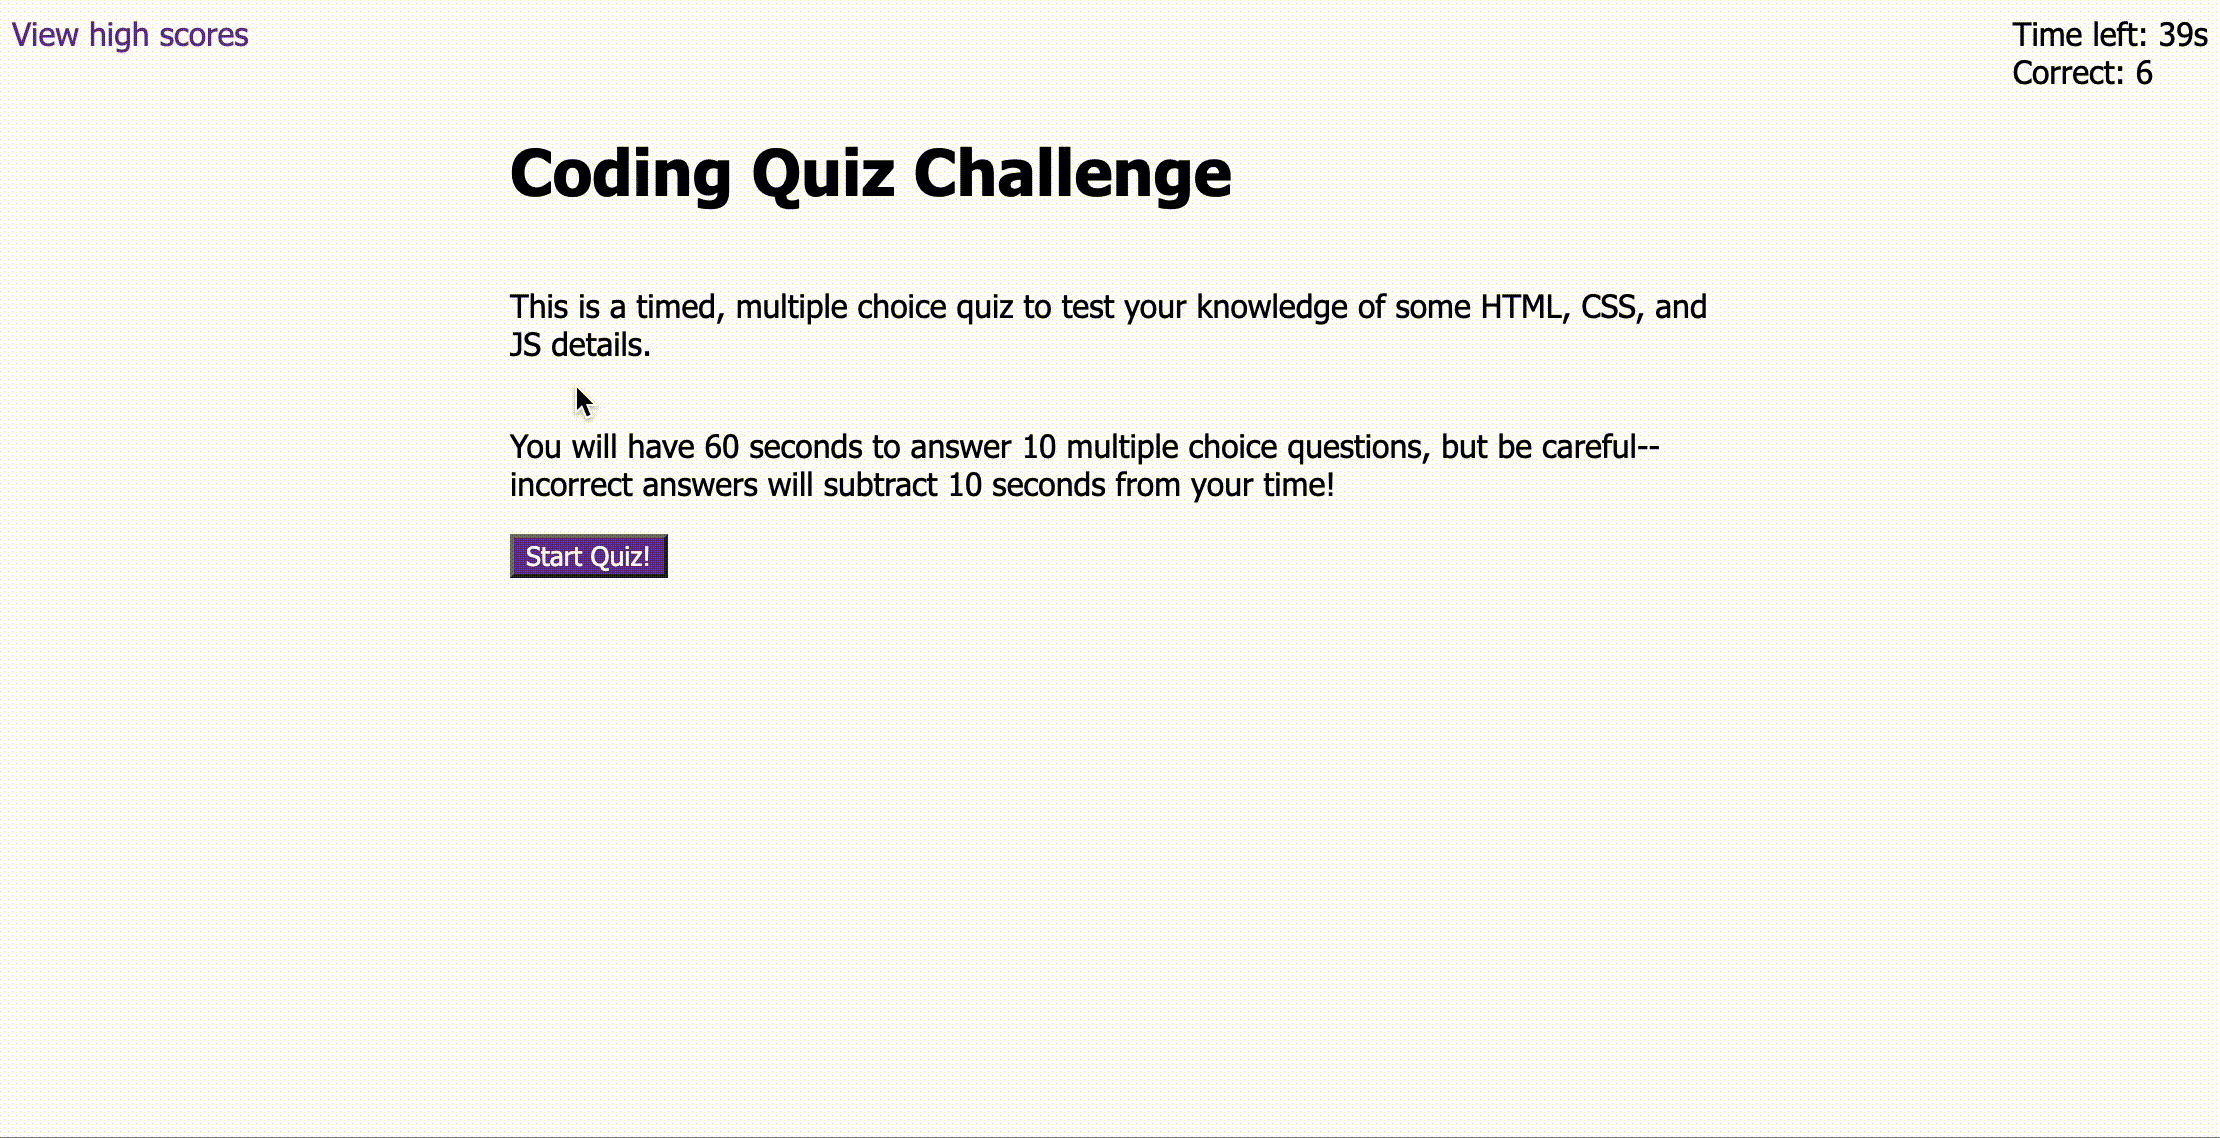 View high scores
Time left: 39s
Correct: 6
Coding Quiz Challenge
This is a timed, multiple choice quiz to test your knowledge of some HTML, CSS, and
JS details.
You will have 60 seconds to answer 10 multiple choice questions, but be careful--
incorrect answers will subtract 10 seconds from your time!
Start Quiz!